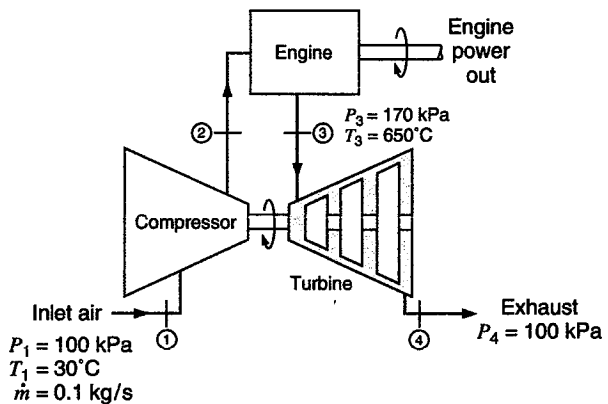 Engine
Engine
power
out
②
③
P₃ = 170 kPa
T₃ = 650°C
Compressor
Turbine
Inlet air
①
P₁ = 100 kPa
T₁ = 30°C
ṁ = 0.1 kg/s
④
Exhaust
P₄ = 100 kPa